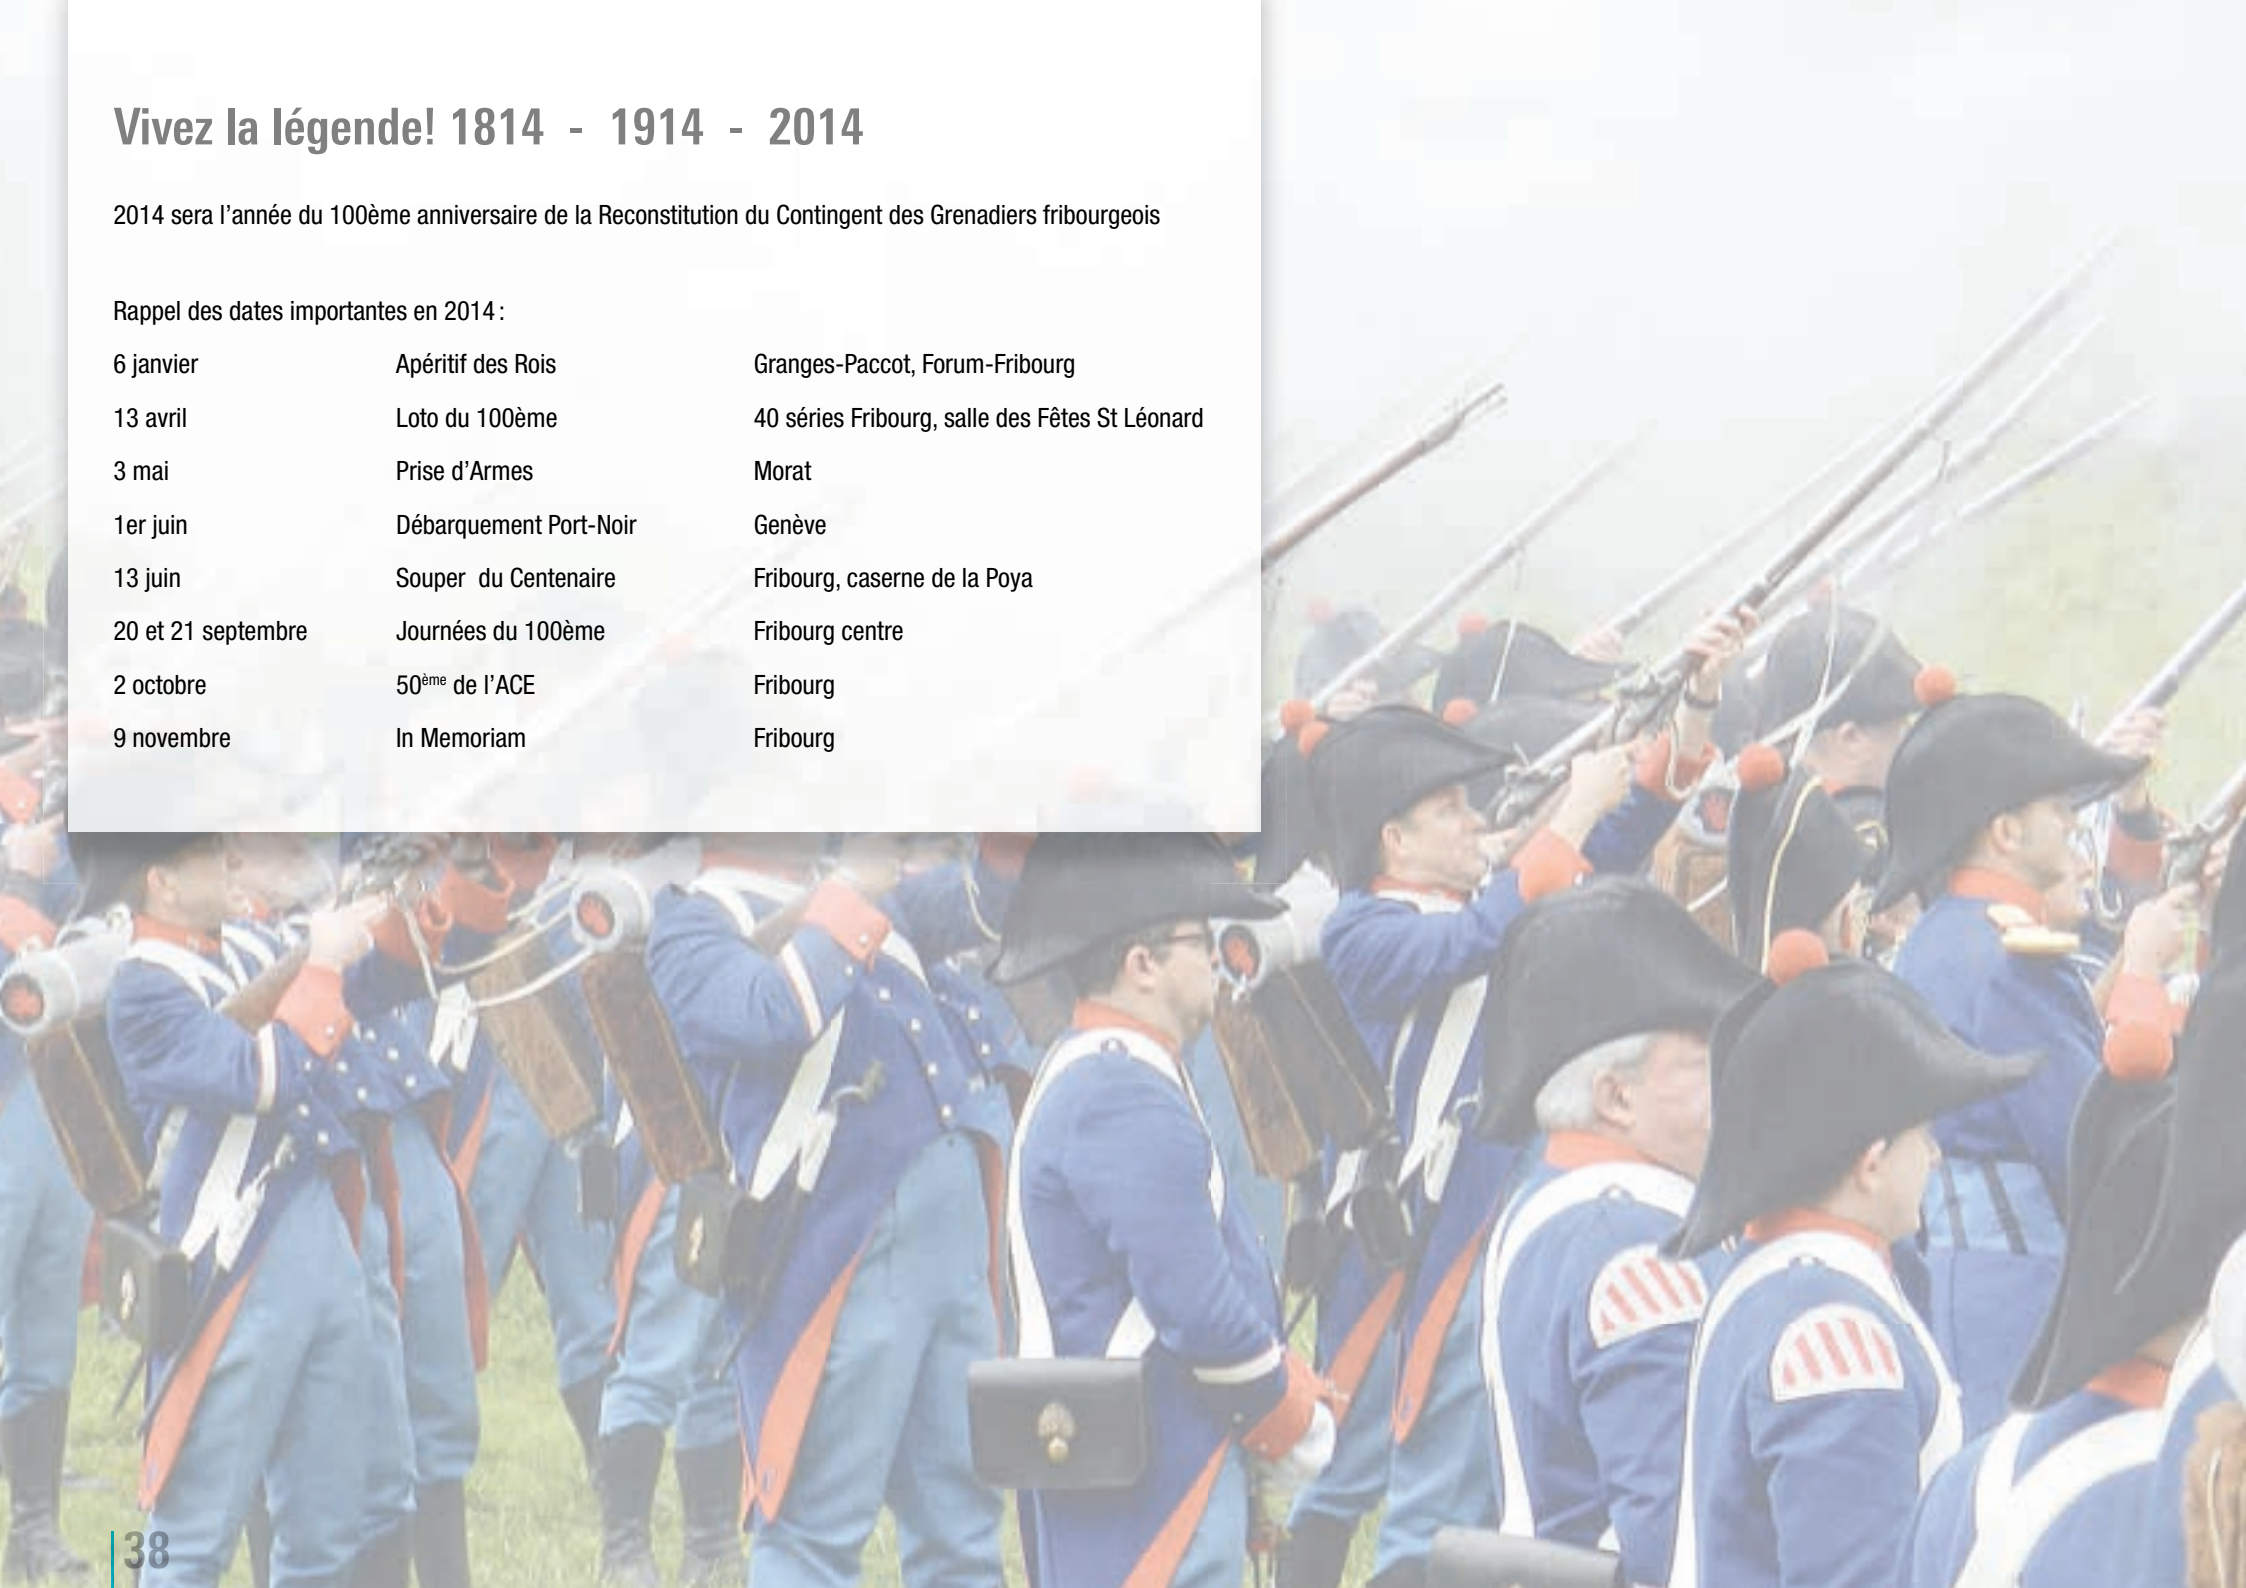 Vivez la légende! 1814 - 1914 - 2014
2014 sera l'année du 100ème anniversaire de la Reconstitution du Contingent des Grenadiers fribourgeois
Rappel des dates importantes en 2014 :
6 janvier Apéritif des Rois Granges-Paccot, Forum-Fribourg
13 avril Loto du 100ème 40 séries Fribourg, salle des Fêtes St Léonard
3 mai Prise d'Armes Morat
1er juin Débarquement Port-Noir Genève
13 juin Souper du Centenaire Fribourg, caserne de la Poya
20 et 21 septembre Journées du 100ème Fribourg centre
2 octobre 50ème de l'ACE Fribourg
9 novembre In Memoriam Fribourg
38